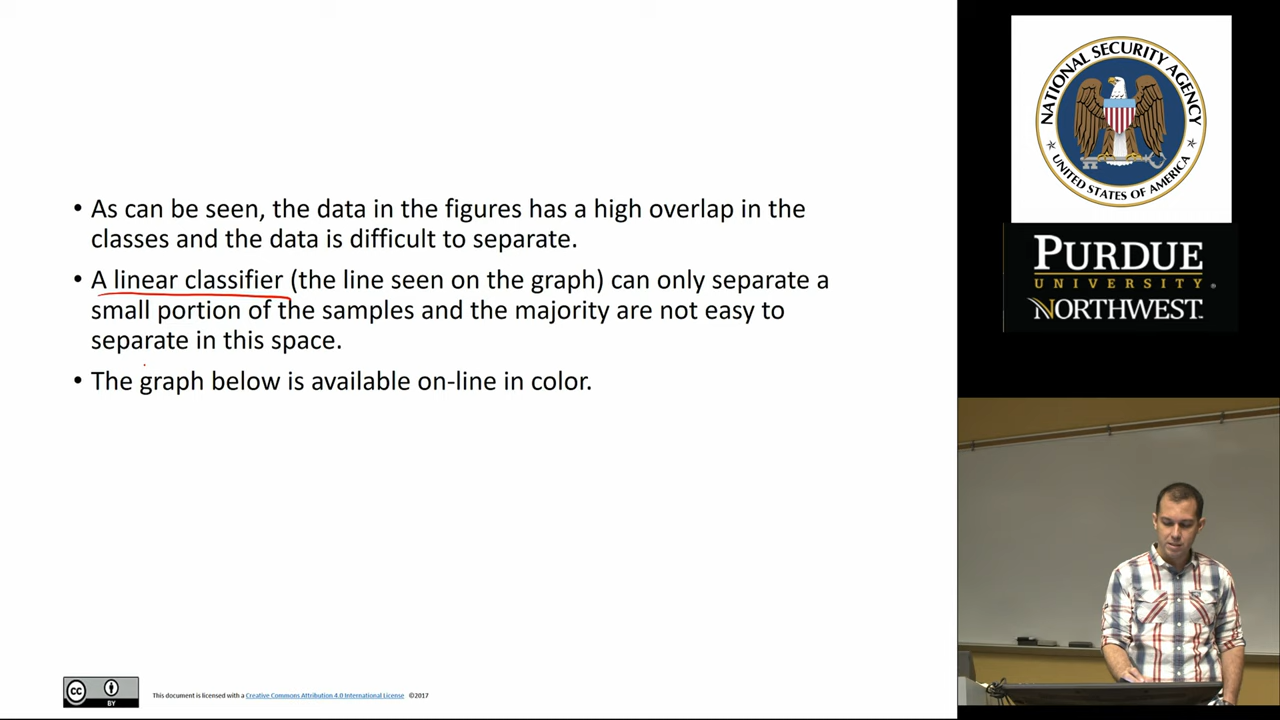 • As can be seen, the data in the figures has a high overlap in the
classes and the data is difficult to separate.
• A linear classifier (the line seen on the graph) can only separate a
small portion of the samples and the majority are not easy to
separate in this space.
• The graph below is available on-line in color.
cc
BY
This document is licensed with a Creative Commons Attribution 4.0 International License ©2017
NATIONAL SECURITY AGENCY
UNITED STATES OF AMERICA
PURDUE
UNIVERSITY®
NORTHWEST™